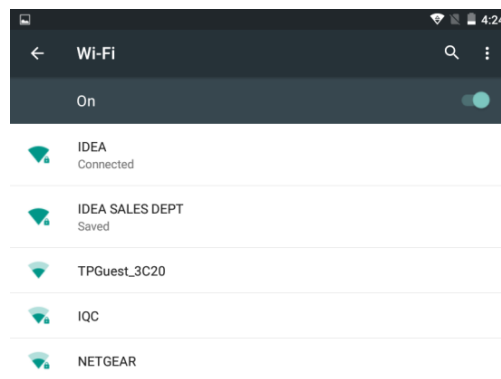 4:24
Wi-Fi
On
IDEA
Connected
IDEA SALES DEPT
Saved
TPGuest_3C20
IQC
NETGEAR